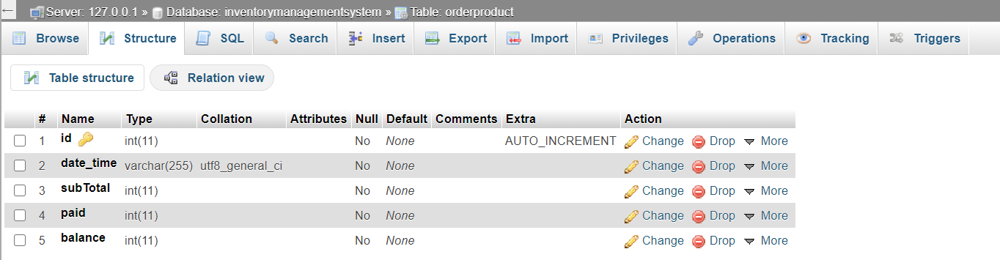 Server: 127.0.0.1 » Database: inventorymanagementsystem » Table: orderproduct
Browse Structure SQL Search Insert Export Import Privileges Operations Tracking Triggers
Table structure Relation view
# Name Type Collation Attributes Null Default Comments Extra Action
1 id int(11) No None AUTO_INCREMENT Change Drop More
2 date_time varchar(255) utf8_general_ci No None Change Drop More
3 subTotal int(11) No None Change Drop More
4 paid int(11) No None Change Drop More
5 balance int(11) No None Change Drop More